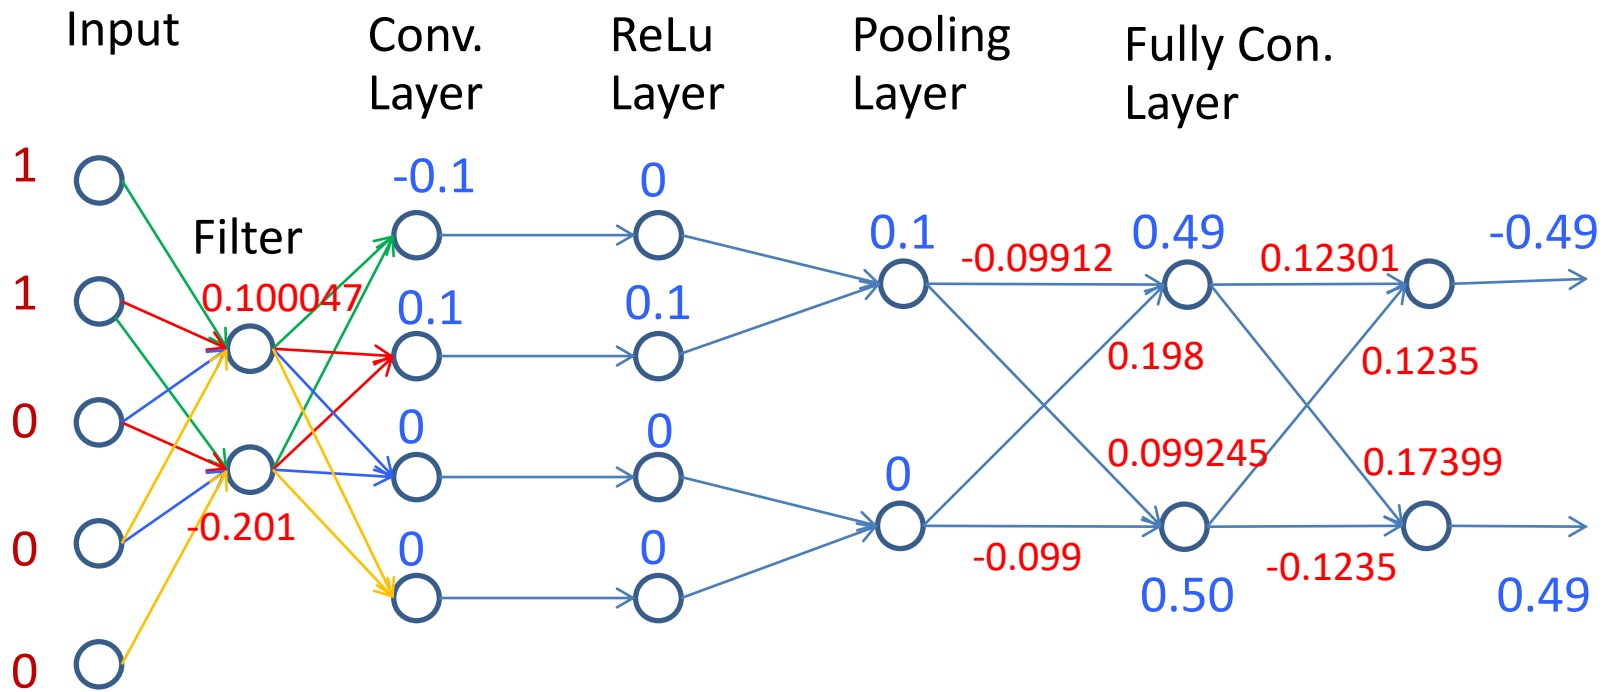 Input
Conv.
Layer
ReLu
Layer
Pooling
Layer
Fully Con.
Layer
1
1
0
0
0
Filter
0.100047
-0.201
-0.1
0.1
0
0
0
0.1
0
0
0.1
0
-0.09912
0.198
0.099245
-0.099
0.49
0.50
0.12301
0.1235
0.17399
-0.1235
-0.49
0.49